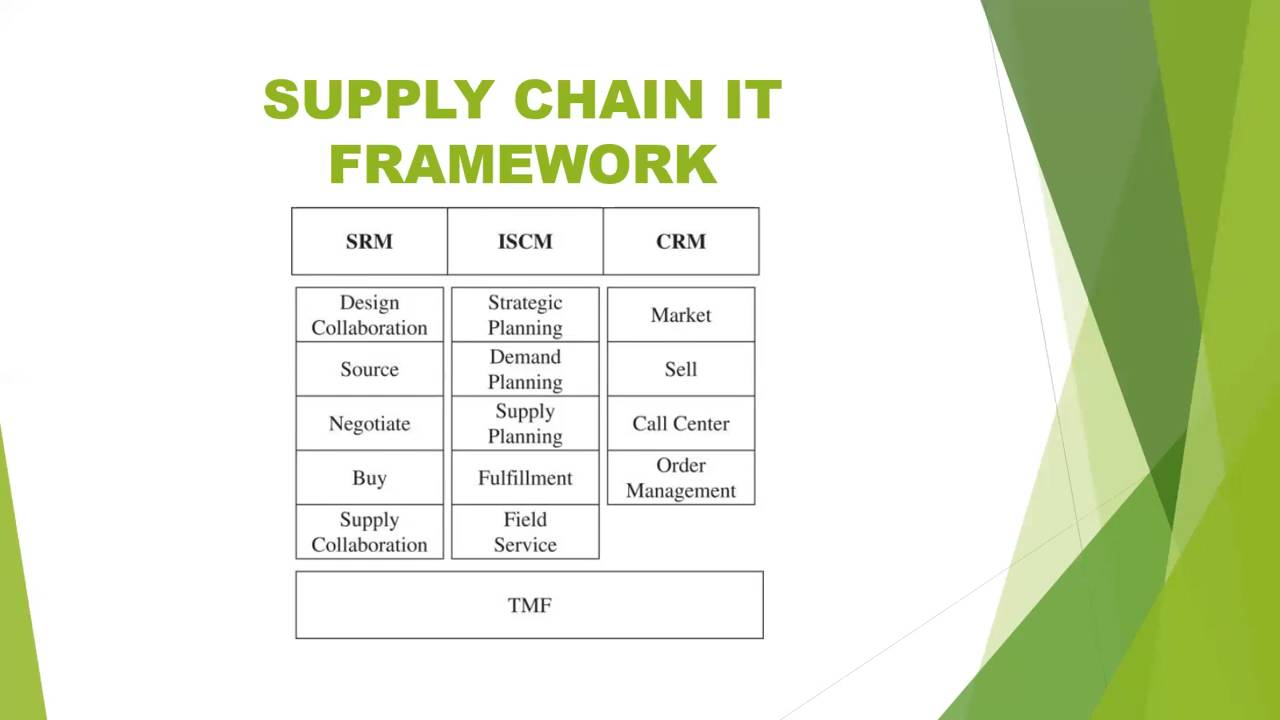 SUPPLY CHAIN IT
FRAMEWORK
SRM ISCM CRM
Design
Collaboration
Strategic
Planning
Market
Source
Demand
Planning
Sell
Negotiate
Supply
Planning
Call Center
Buy
Fulfillment
Order
Management
Supply
Collaboration
Field
Service
TMF